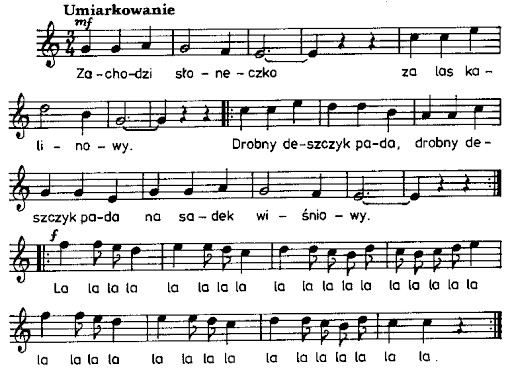 Umiarkowanie
mf
3
4
Za-cho-dzi sło-ne-czko za las ka-
li-no-wy. Drobny de-szczyk pa-da, drobny de-
szczyk pa-da na sa-dek wi-śnio-wy.
f
La la la la la la la la la la la la la la la la la la
la la la la la la la la la la la la la la la.